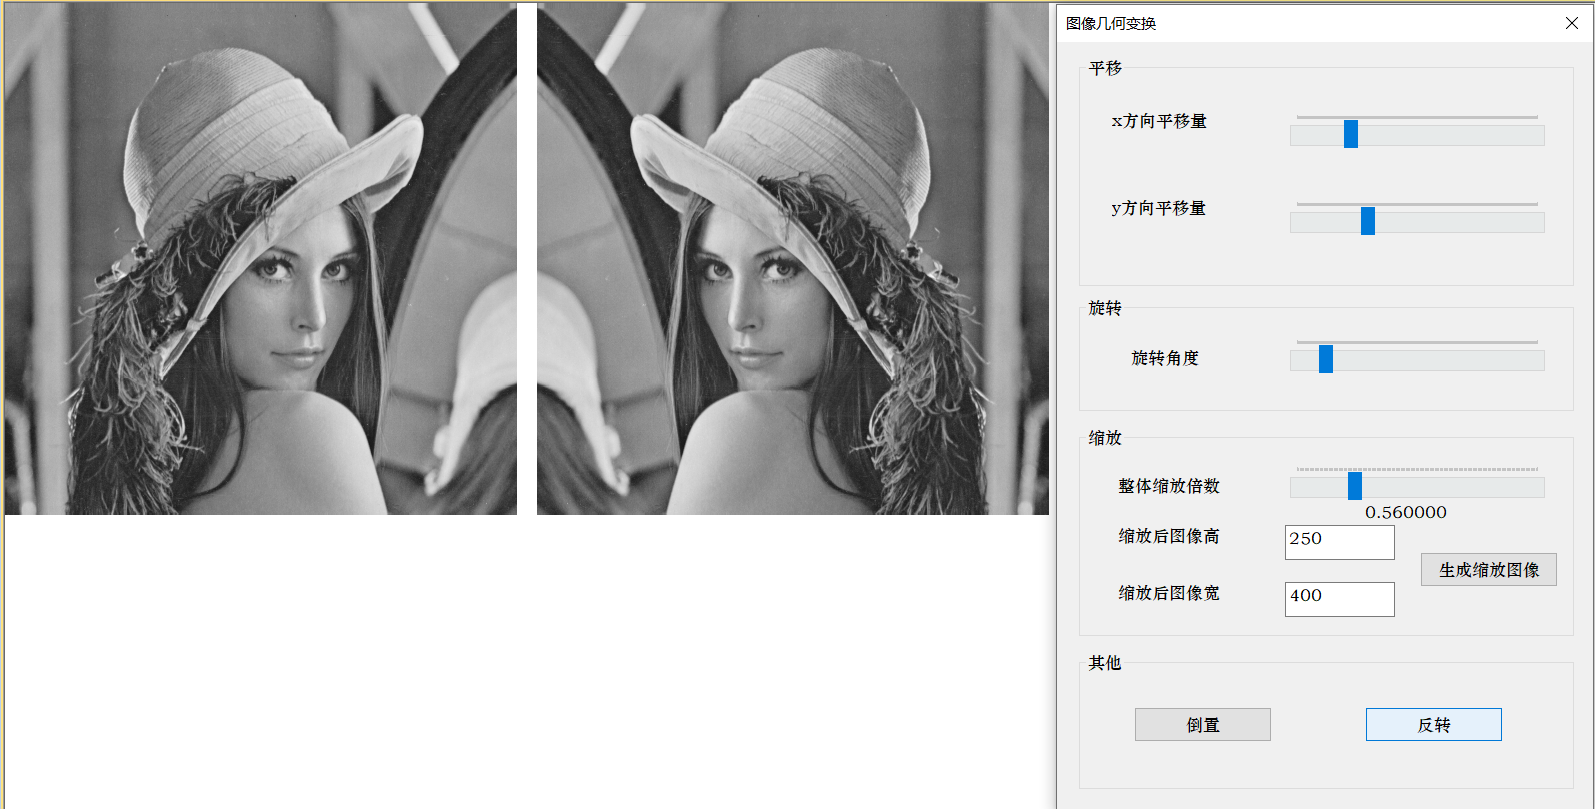 图像几何变换
平移
x方向平移量
y方向平移量
旋转
旋转角度
缩放
整体缩放倍数
0.560000
缩放后图像高
250
生成缩放图像
缩放后图像宽
400
其他
倒置
反转